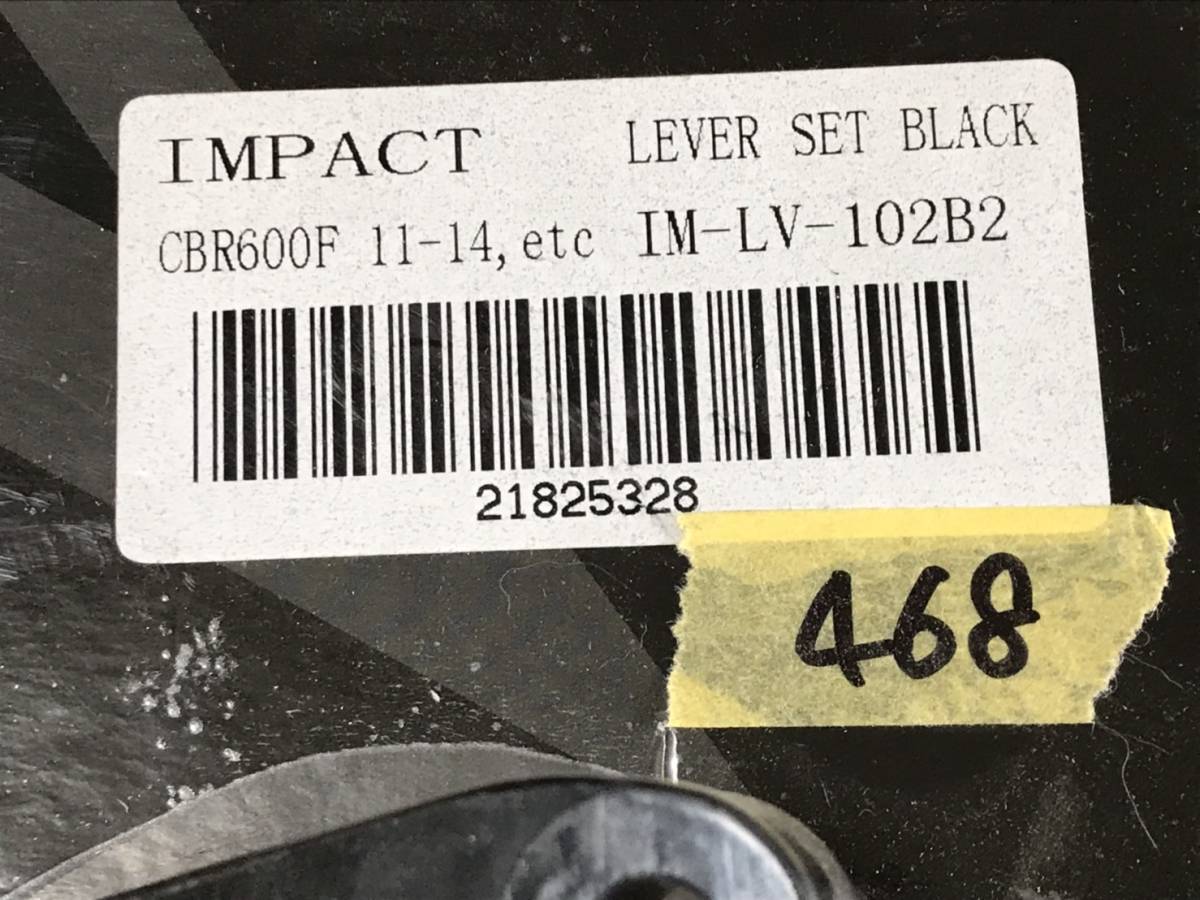 IMPACT LEVER SET BLACK
CBR600F 11-14, etc IM-LV-102B2
21825328
468